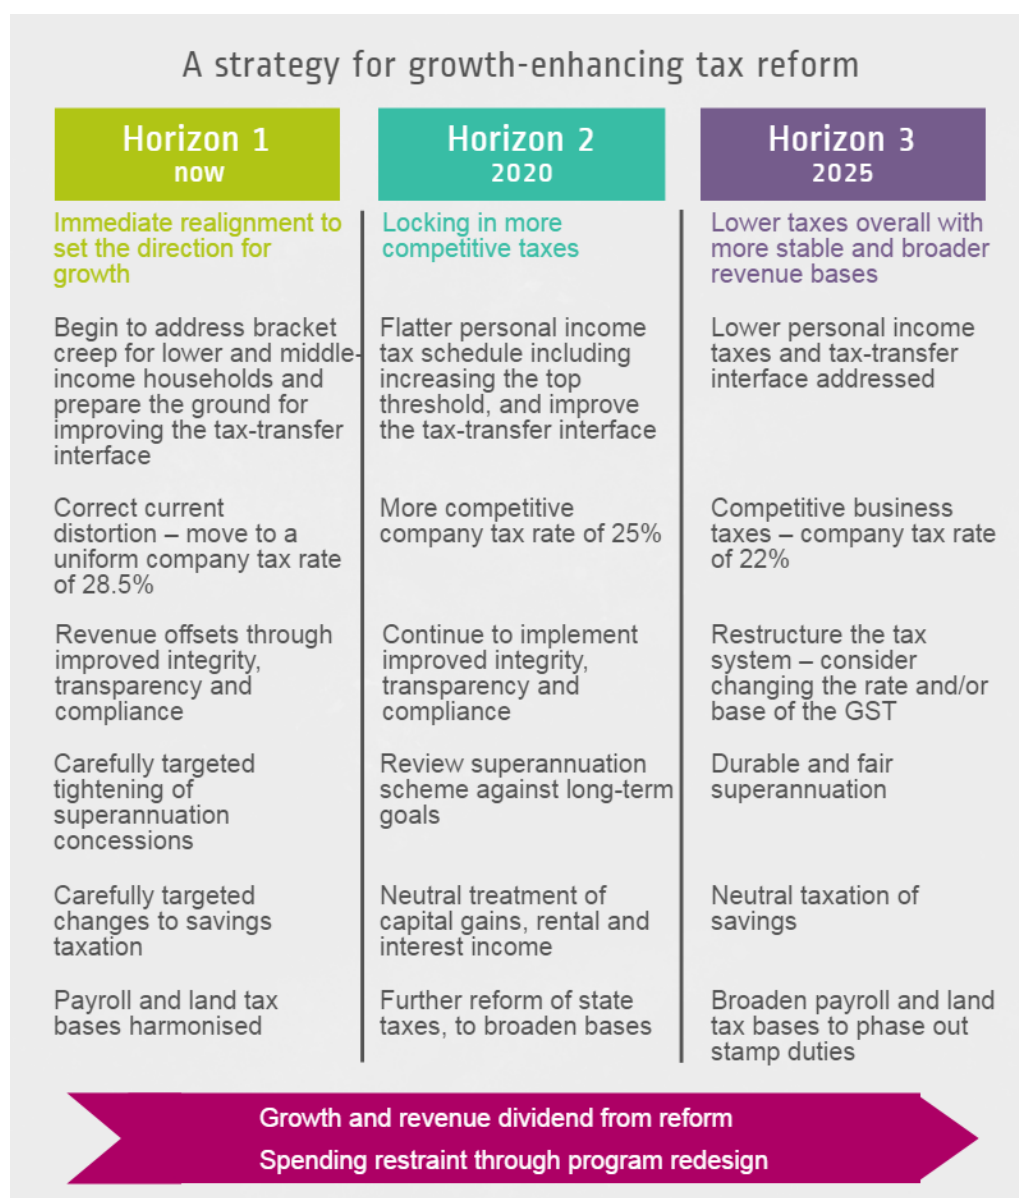 A strategy for growth-enhancing tax reform
Horizon 1
now
Immediate realignment to
set the direction for
growth
Begin to address bracket
creep for lower and middle-
income households and
prepare the ground for
improving the tax-transfer
interface
Correct current
distortion – move to a
uniform company tax rate
of 28.5%
Revenue offsets through
improved integrity,
transparency and
compliance
Carefully targeted
tightening of
superannuation
concessions
Carefully targeted
changes to savings
taxation
Payroll and land tax
bases harmonised
Horizon 2
2020
Locking in more
competitive taxes
Flatter personal income
tax schedule including
increasing the top
threshold, and improve
the tax-transfer interface
More competitive
company tax rate of 25%
Continue to implement
improved integrity,
transparency and
compliance
Review superannuation
scheme against long-term
goals
Neutral treatment of
capital gains, rental and
interest income
Further reform of state
taxes, to broaden bases
Horizon 3
2025
Lower taxes overall with
more stable and broader
revenue bases
Lower personal income
taxes and tax-transfer
interface addressed
Competitive business
taxes – company tax rate
of 22%
Restructure the tax
system – consider
changing the rate and/or
base of the GST
Durable and fair
superannuation
Neutral taxation of
savings
Broaden payroll and land
tax bases to phase out
stamp duties
Growth and revenue dividend from reform
Spending restraint through program redesign